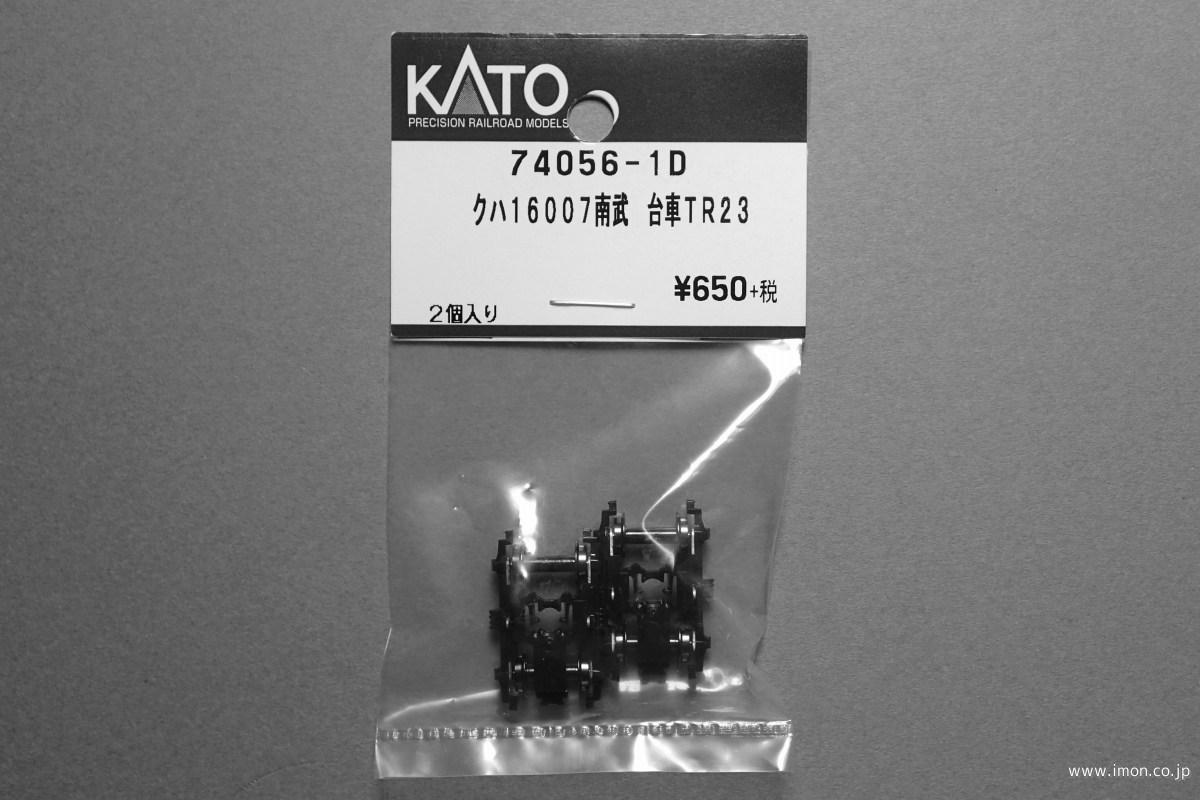 KATO
PRECISION RAILROAD MODELS
74056-1D
クハ16007南武 台車TR23
¥650+税
2個入り
www.imon.co.jp